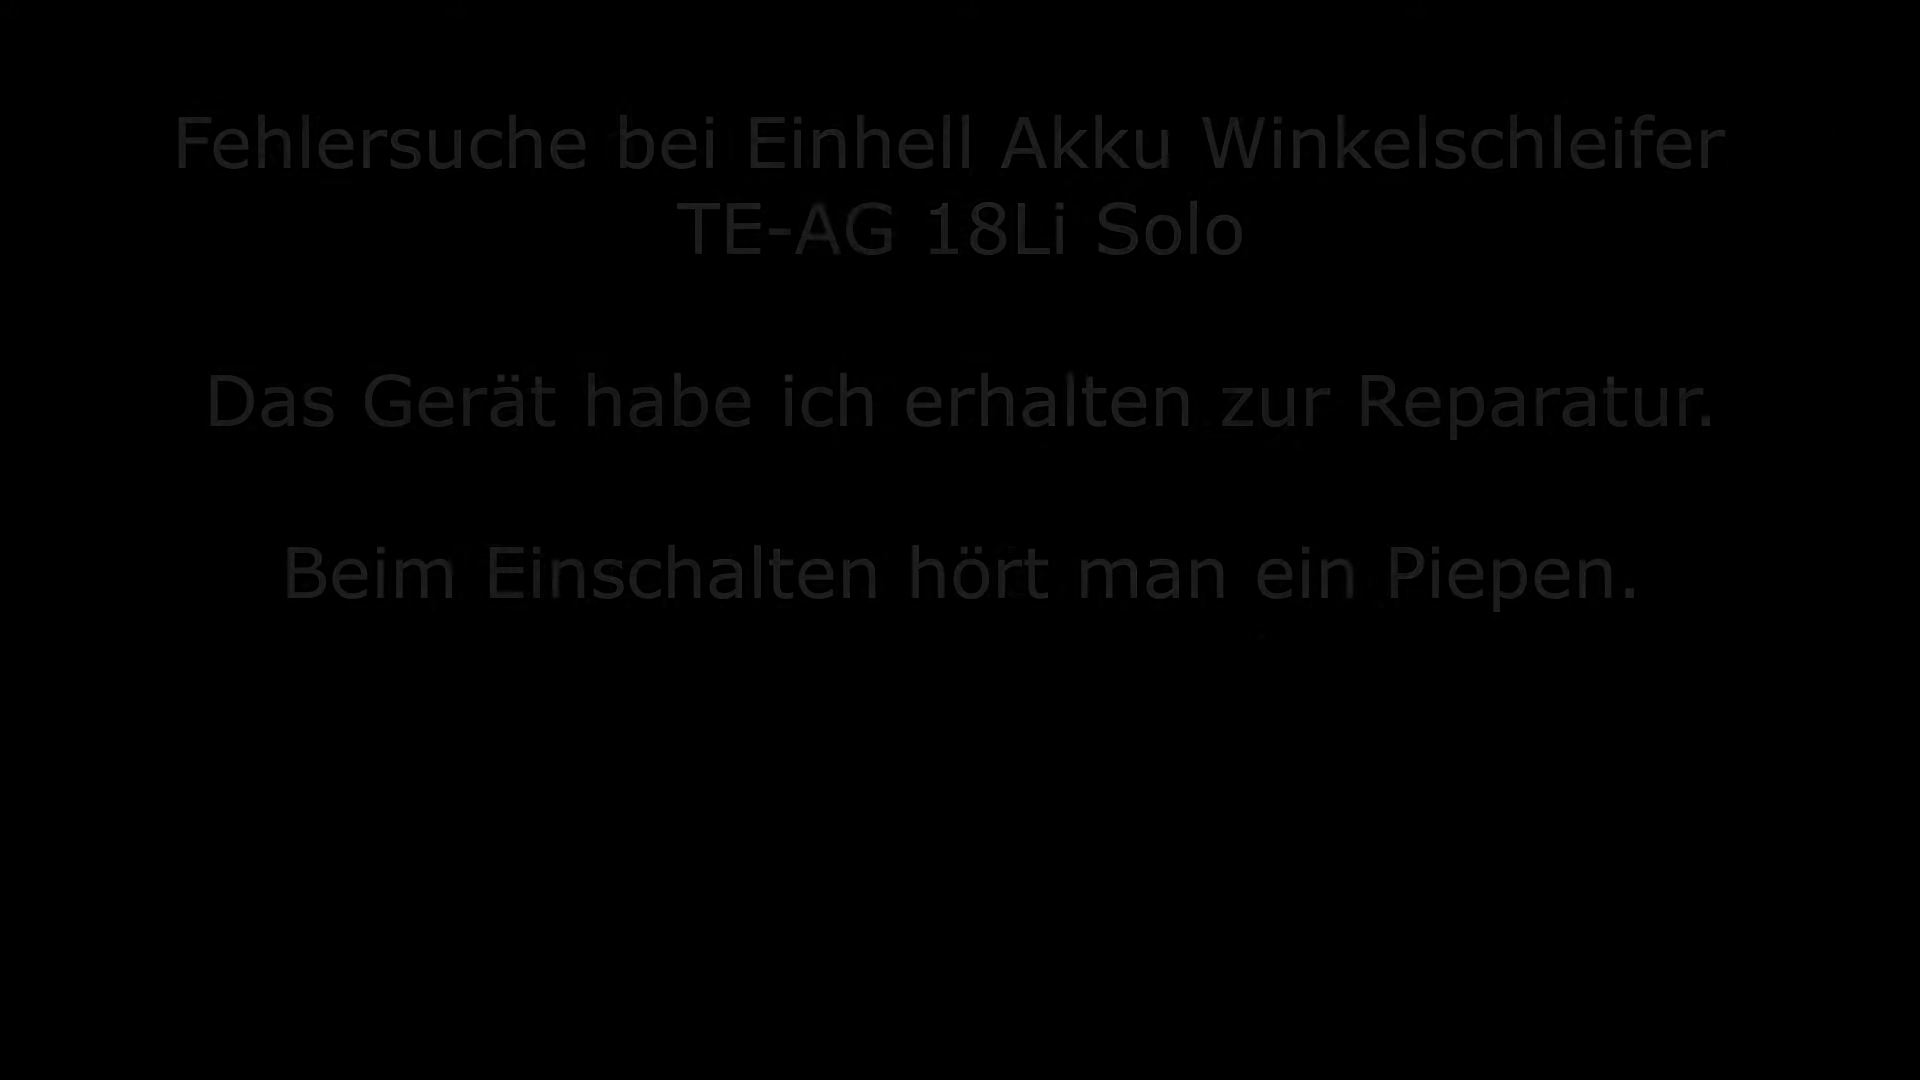 Fehlersuche bei Einhell Akku Winkelschleifer
TE-AG 18Li Solo
Das Gerät habe ich erhalten zur Reparatur.
Beim Einschalten hört man ein Piepen.